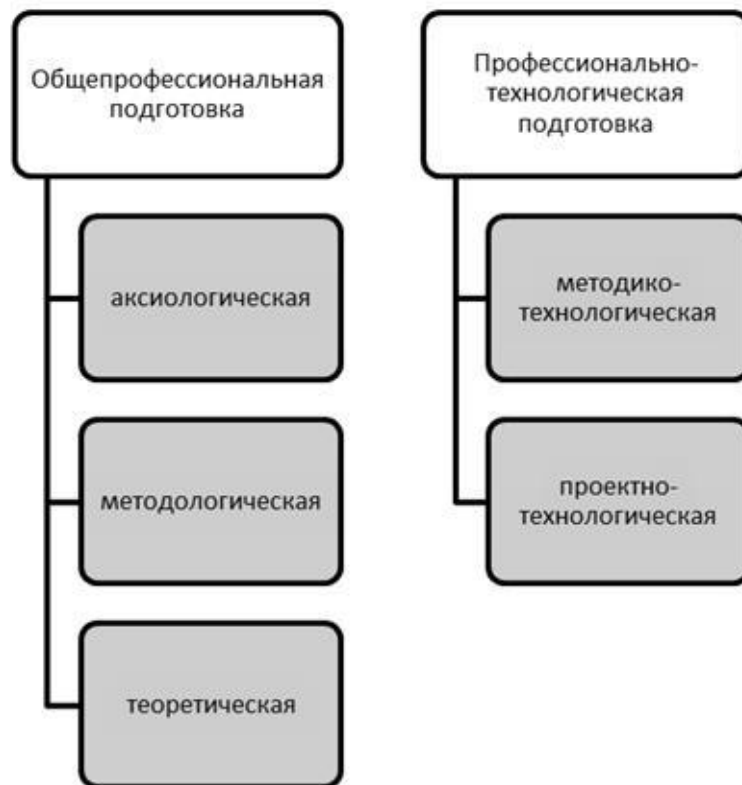 Общепрофессиональная
подготовка
аксиологическая
методологическая
теоретическая
Профессионально-
технологическая
подготовка
методико-
технологическая
проектно-
технологическая